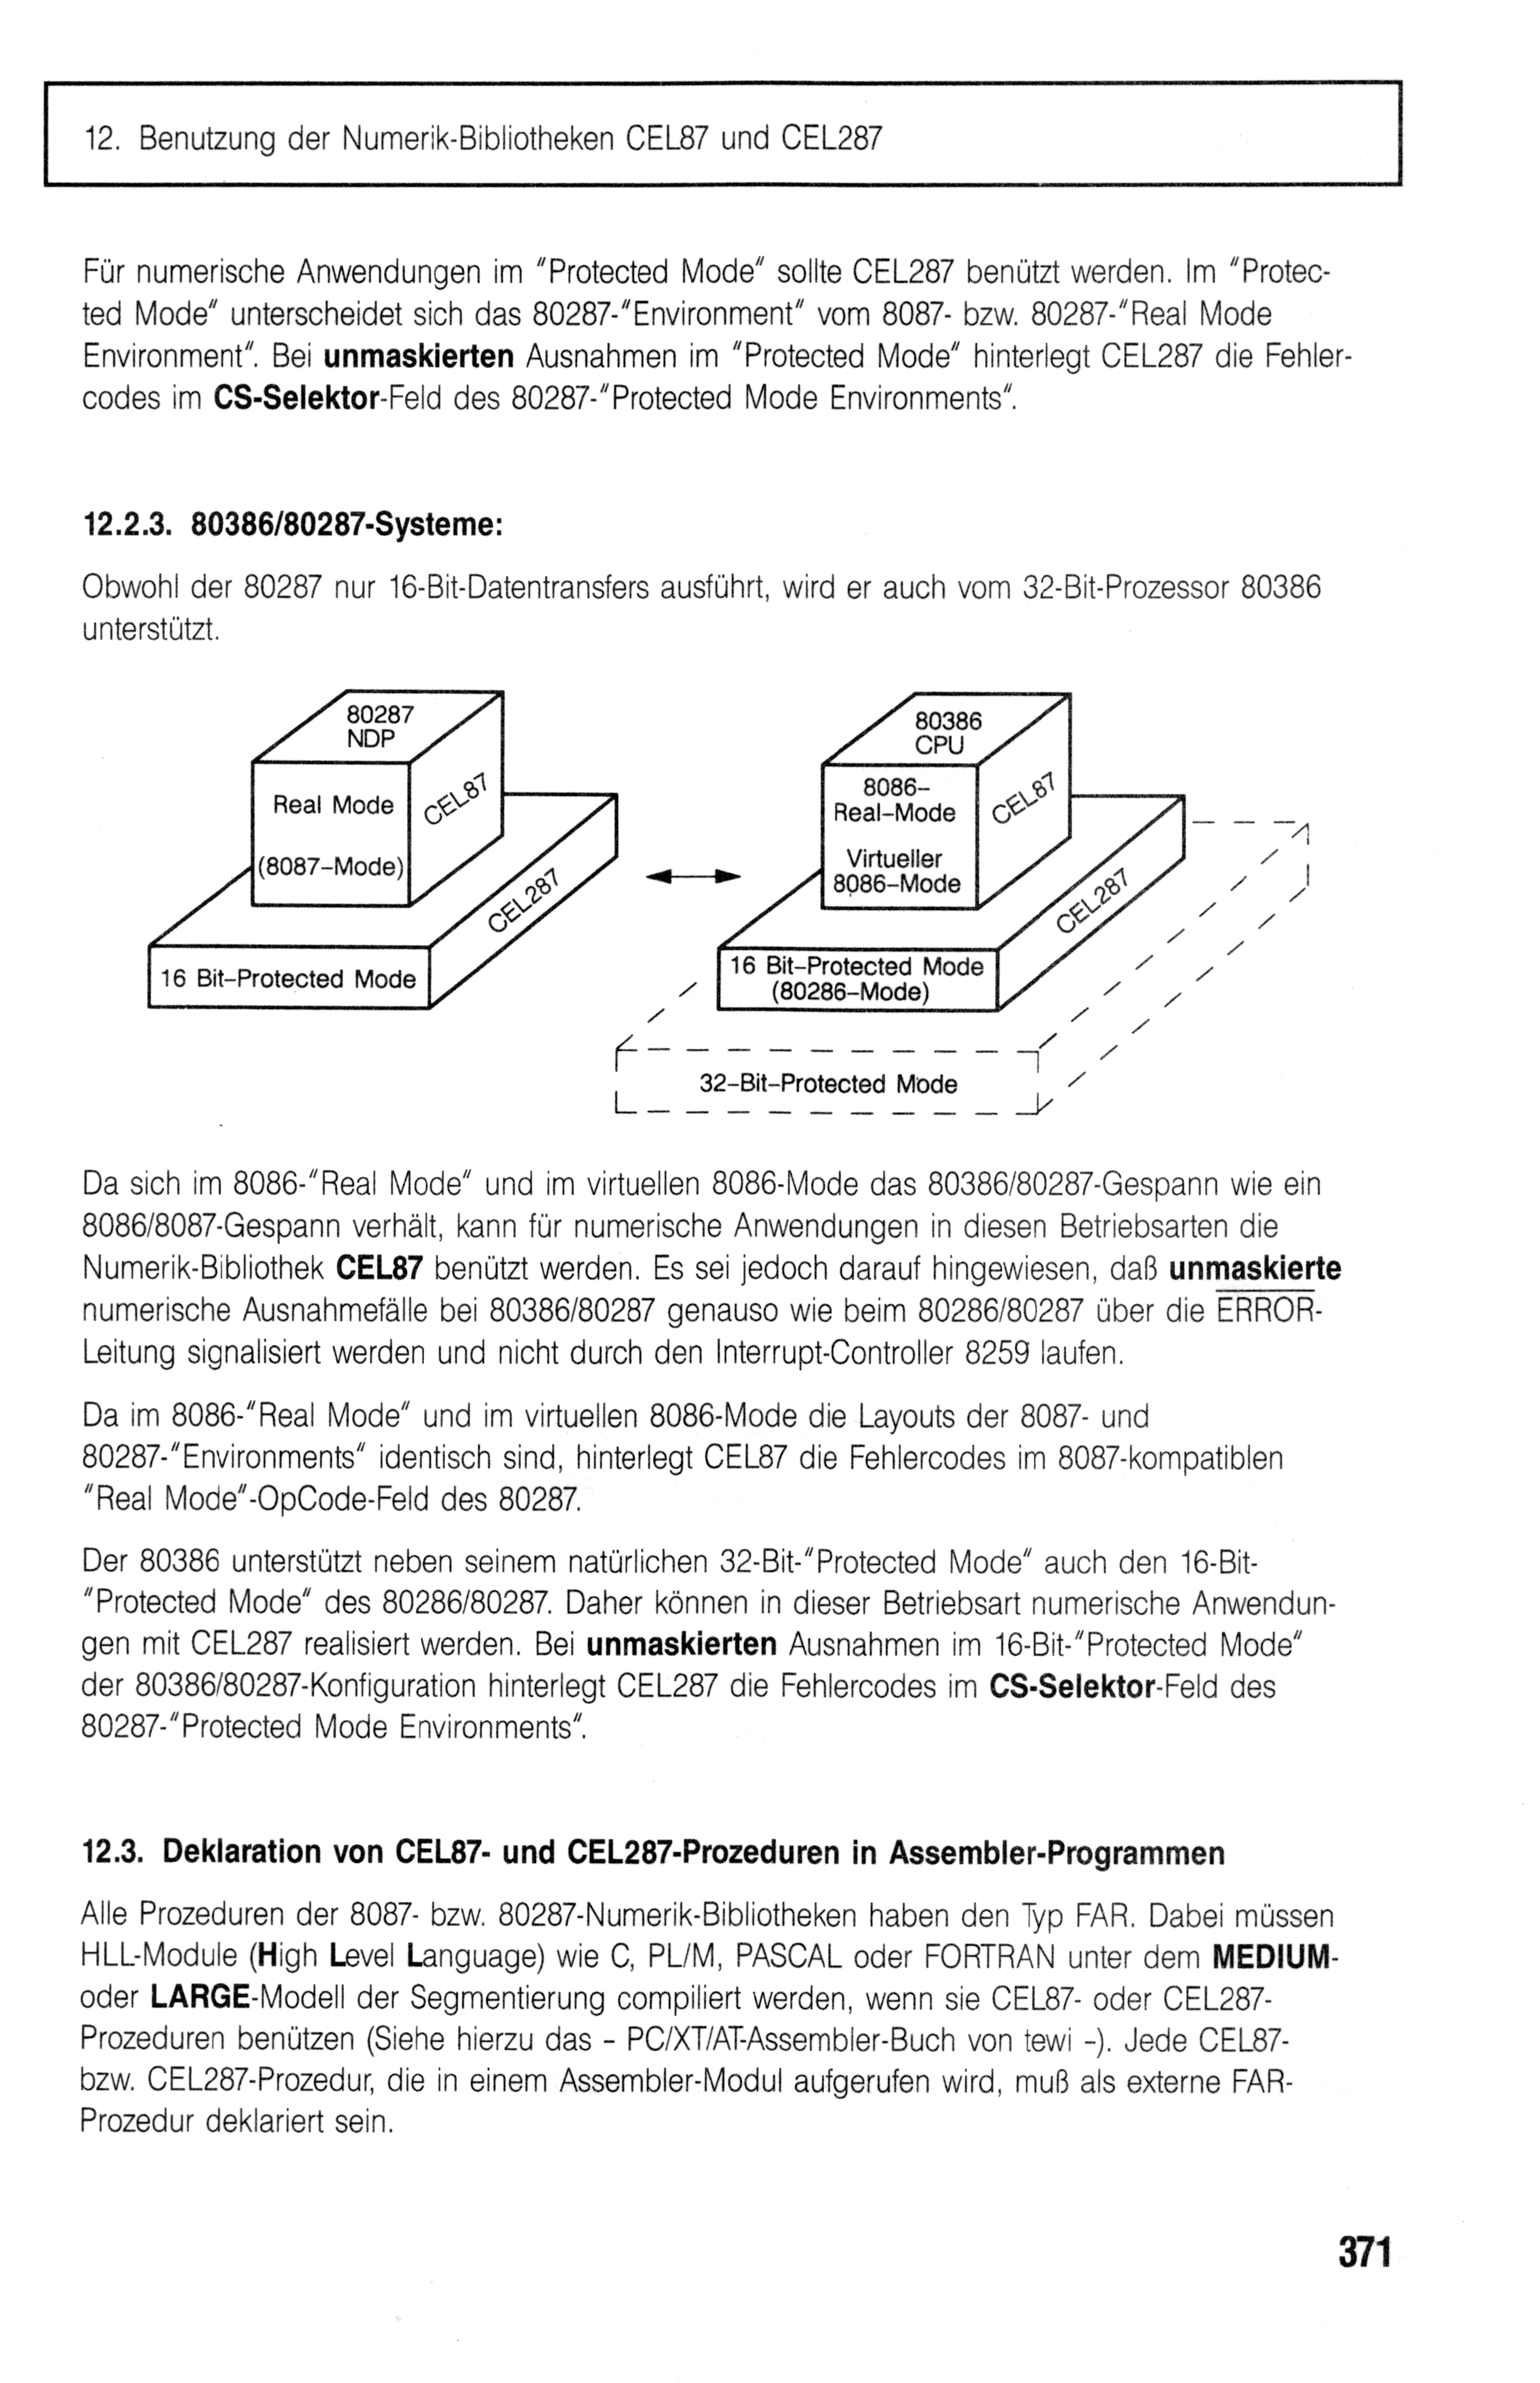 12. Benutzung der Numerik-Bibliotheken CEL87 und CEL287
Für numerische Anwendungen im "Protected Mode" sollte CEL287 benützt werden. Im "Protec-
ted Mode" unterscheidet sich das 80287-"Environment" vom 8087- bzw. 80287-"Real Mode
Environment". Bei unmaskierten Ausnahmen im "Protected Mode" hinterlegt CEL287 die Fehler-
codes im CS-Selektor-Feld des 80287-"Protected Mode Environments".
12.2.3. 80386/80287-Systeme:
Obwohl der 80287 nur 16-Bit-Datentransfers ausführt, wird er auch vom 32-Bit-Prozessor 80386
unterstützt.
80287
NDP
Real Mode
(8087-Mode)
CEL87
CEL287
16 Bit-Protected Mode
80386
CPU
8086-
Real-Mode
Virtueller
8086-Mode
CEL87
CEL287
16 Bit-Protected Mode
(80286-Mode)
32-Bit-Protected Mode
Da sich im 8086-"Real Mode" und im virtuellen 8086-Mode das 80386/80287-Gespann wie ein
8086/8087-Gespann verhält, kann für numerische Anwendungen in diesen Betriebsarten die
Numerik-Bibliothek CEL87 benützt werden. Es sei jedoch darauf hingewiesen, daß unmaskierte
numerische Ausnahmefälle bei 80386/80287 genauso wie beim 80286/80287 über die ERROR-
Leitung signalisiert werden und nicht durch den Interrupt-Controller 8259 laufen.
Da im 8086-"Real Mode" und im virtuellen 8086-Mode die Layouts der 8087- und
80287-"Environments" identisch sind, hinterlegt CEL87 die Fehlercodes im 8087-kompatiblen
"Real Mode"-OpCode-Feld des 80287.
Der 80386 unterstützt neben seinem natürlichen 32-Bit-"Protected Mode" auch den 16-Bit-
"Protected Mode" des 80286/80287. Daher können in dieser Betriebsart numerische Anwendun-
gen mit CEL287 realisiert werden. Bei unmaskierten Ausnahmen im 16-Bit-"Protected Mode"
der 80386/80287-Konfiguration hinterlegt CEL287 die Fehlercodes im CS-Selektor-Feld des
80287-"Protected Mode Environments".
12.3. Deklaration von CEL87- und CEL287-Prozeduren in Assembler-Programmen
Alle Prozeduren der 8087- bzw. 80287-Numerik-Bibliotheken haben den Typ FAR. Dabei müssen
HLL-Module (High Level Language) wie C, PL/M, PASCAL oder FORTRAN unter dem MEDIUM-
oder LARGE-Modell der Segmentierung compiliert werden, wenn sie CEL87- oder CEL287-
Prozeduren benützen (Siehe hierzu das - PC/XT/AT-Assembler-Buch von tewi -). Jede CEL87-
bzw. CEL287-Prozedur, die in einem Assembler-Modul aufgerufen wird, muß als externe FAR-
Prozedur deklariert sein.
371